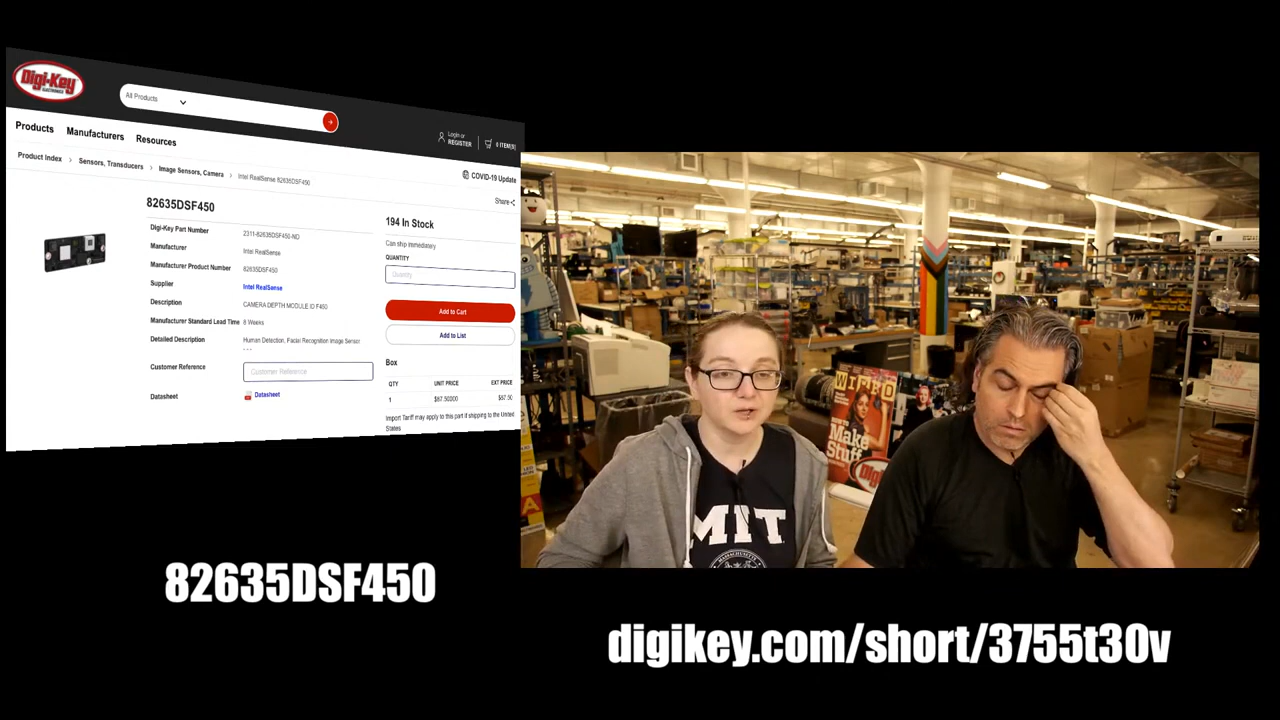 Digi-Key
ELECTRONICS
All Products
Login or
REGISTER
0 ITEM(S)
Products
Manufacturers
Resources
Product Index > Sensors, Transducers > Image Sensors, Camera > Intel RealSense 82635DSF450
COVID-19 Update
Share
82635DSF450
Digi-Key Part Number
2311-82635DSF450-ND
Manufacturer
Intel RealSense
Manufacturer Product Number
82635DSF450
Supplier
Intel RealSense
Description
CAMERA DEPTH MODULE ID F450
Manufacturer Standard Lead Time
8 Weeks
Detailed Description
Human Detection, Facial Recognition Image Sensor
Customer Reference
Customer Reference
Datasheet
Datasheet
194 In Stock
Can ship immediately
QUANTITY
Quantity
Add to Cart
Add to List
Box
QTY UNIT PRICE EXT PRICE
1 $87.50000 $87.50
Import Tariff may apply to this part if shipping to the United
States
WIRED
Make
Stuff
Digi-Key
MIT
MASSACHUSETTS
82635DSF450
digikey.com/short/3755t30v